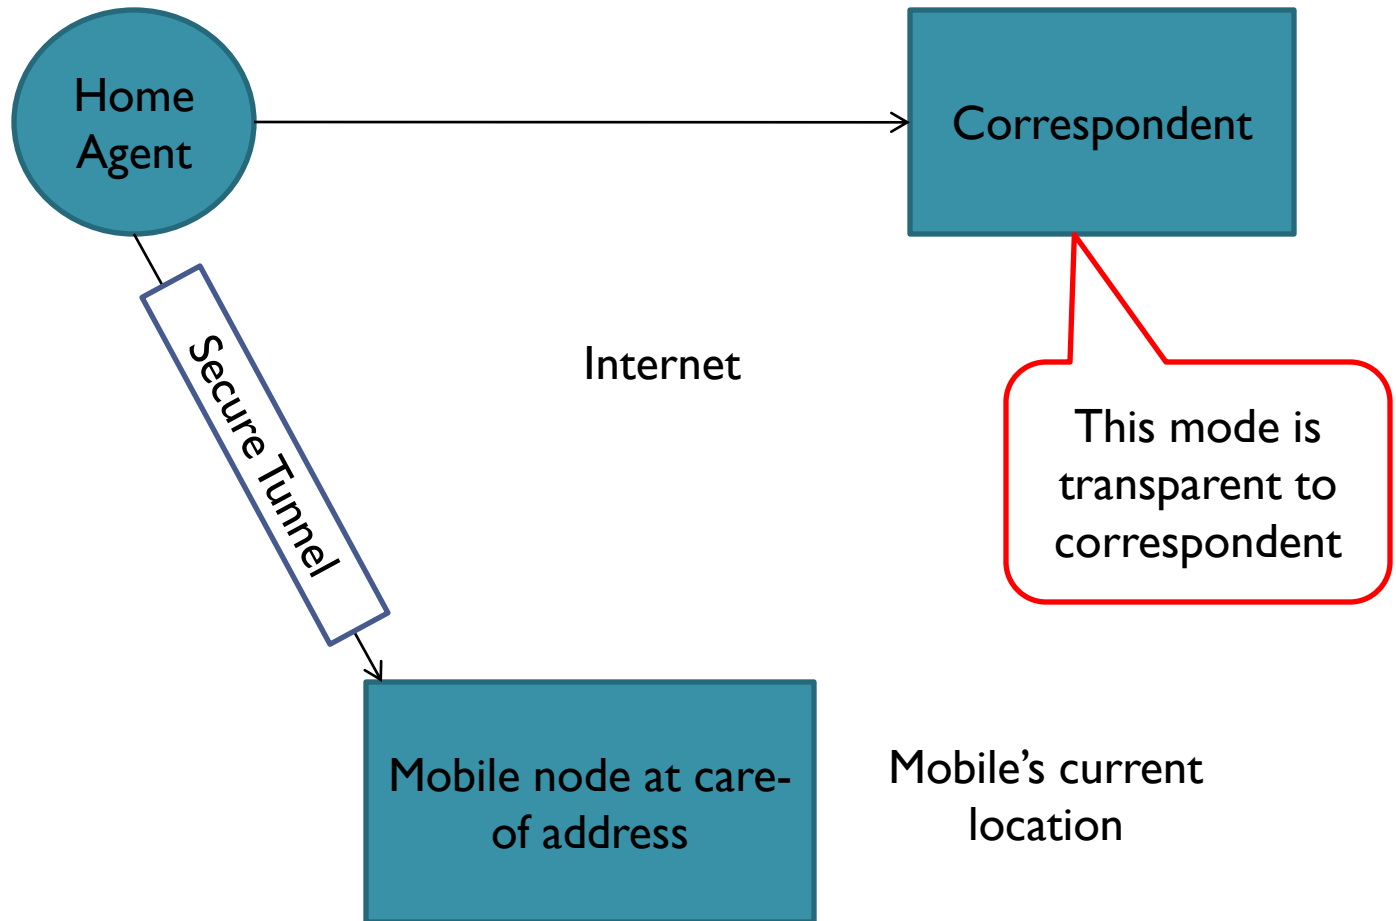 Home
Agent
Correspondent
Secure Tunnel
Internet
This mode is
transparent to
correspondent
Mobile node at care-
of address
Mobile’s current
location